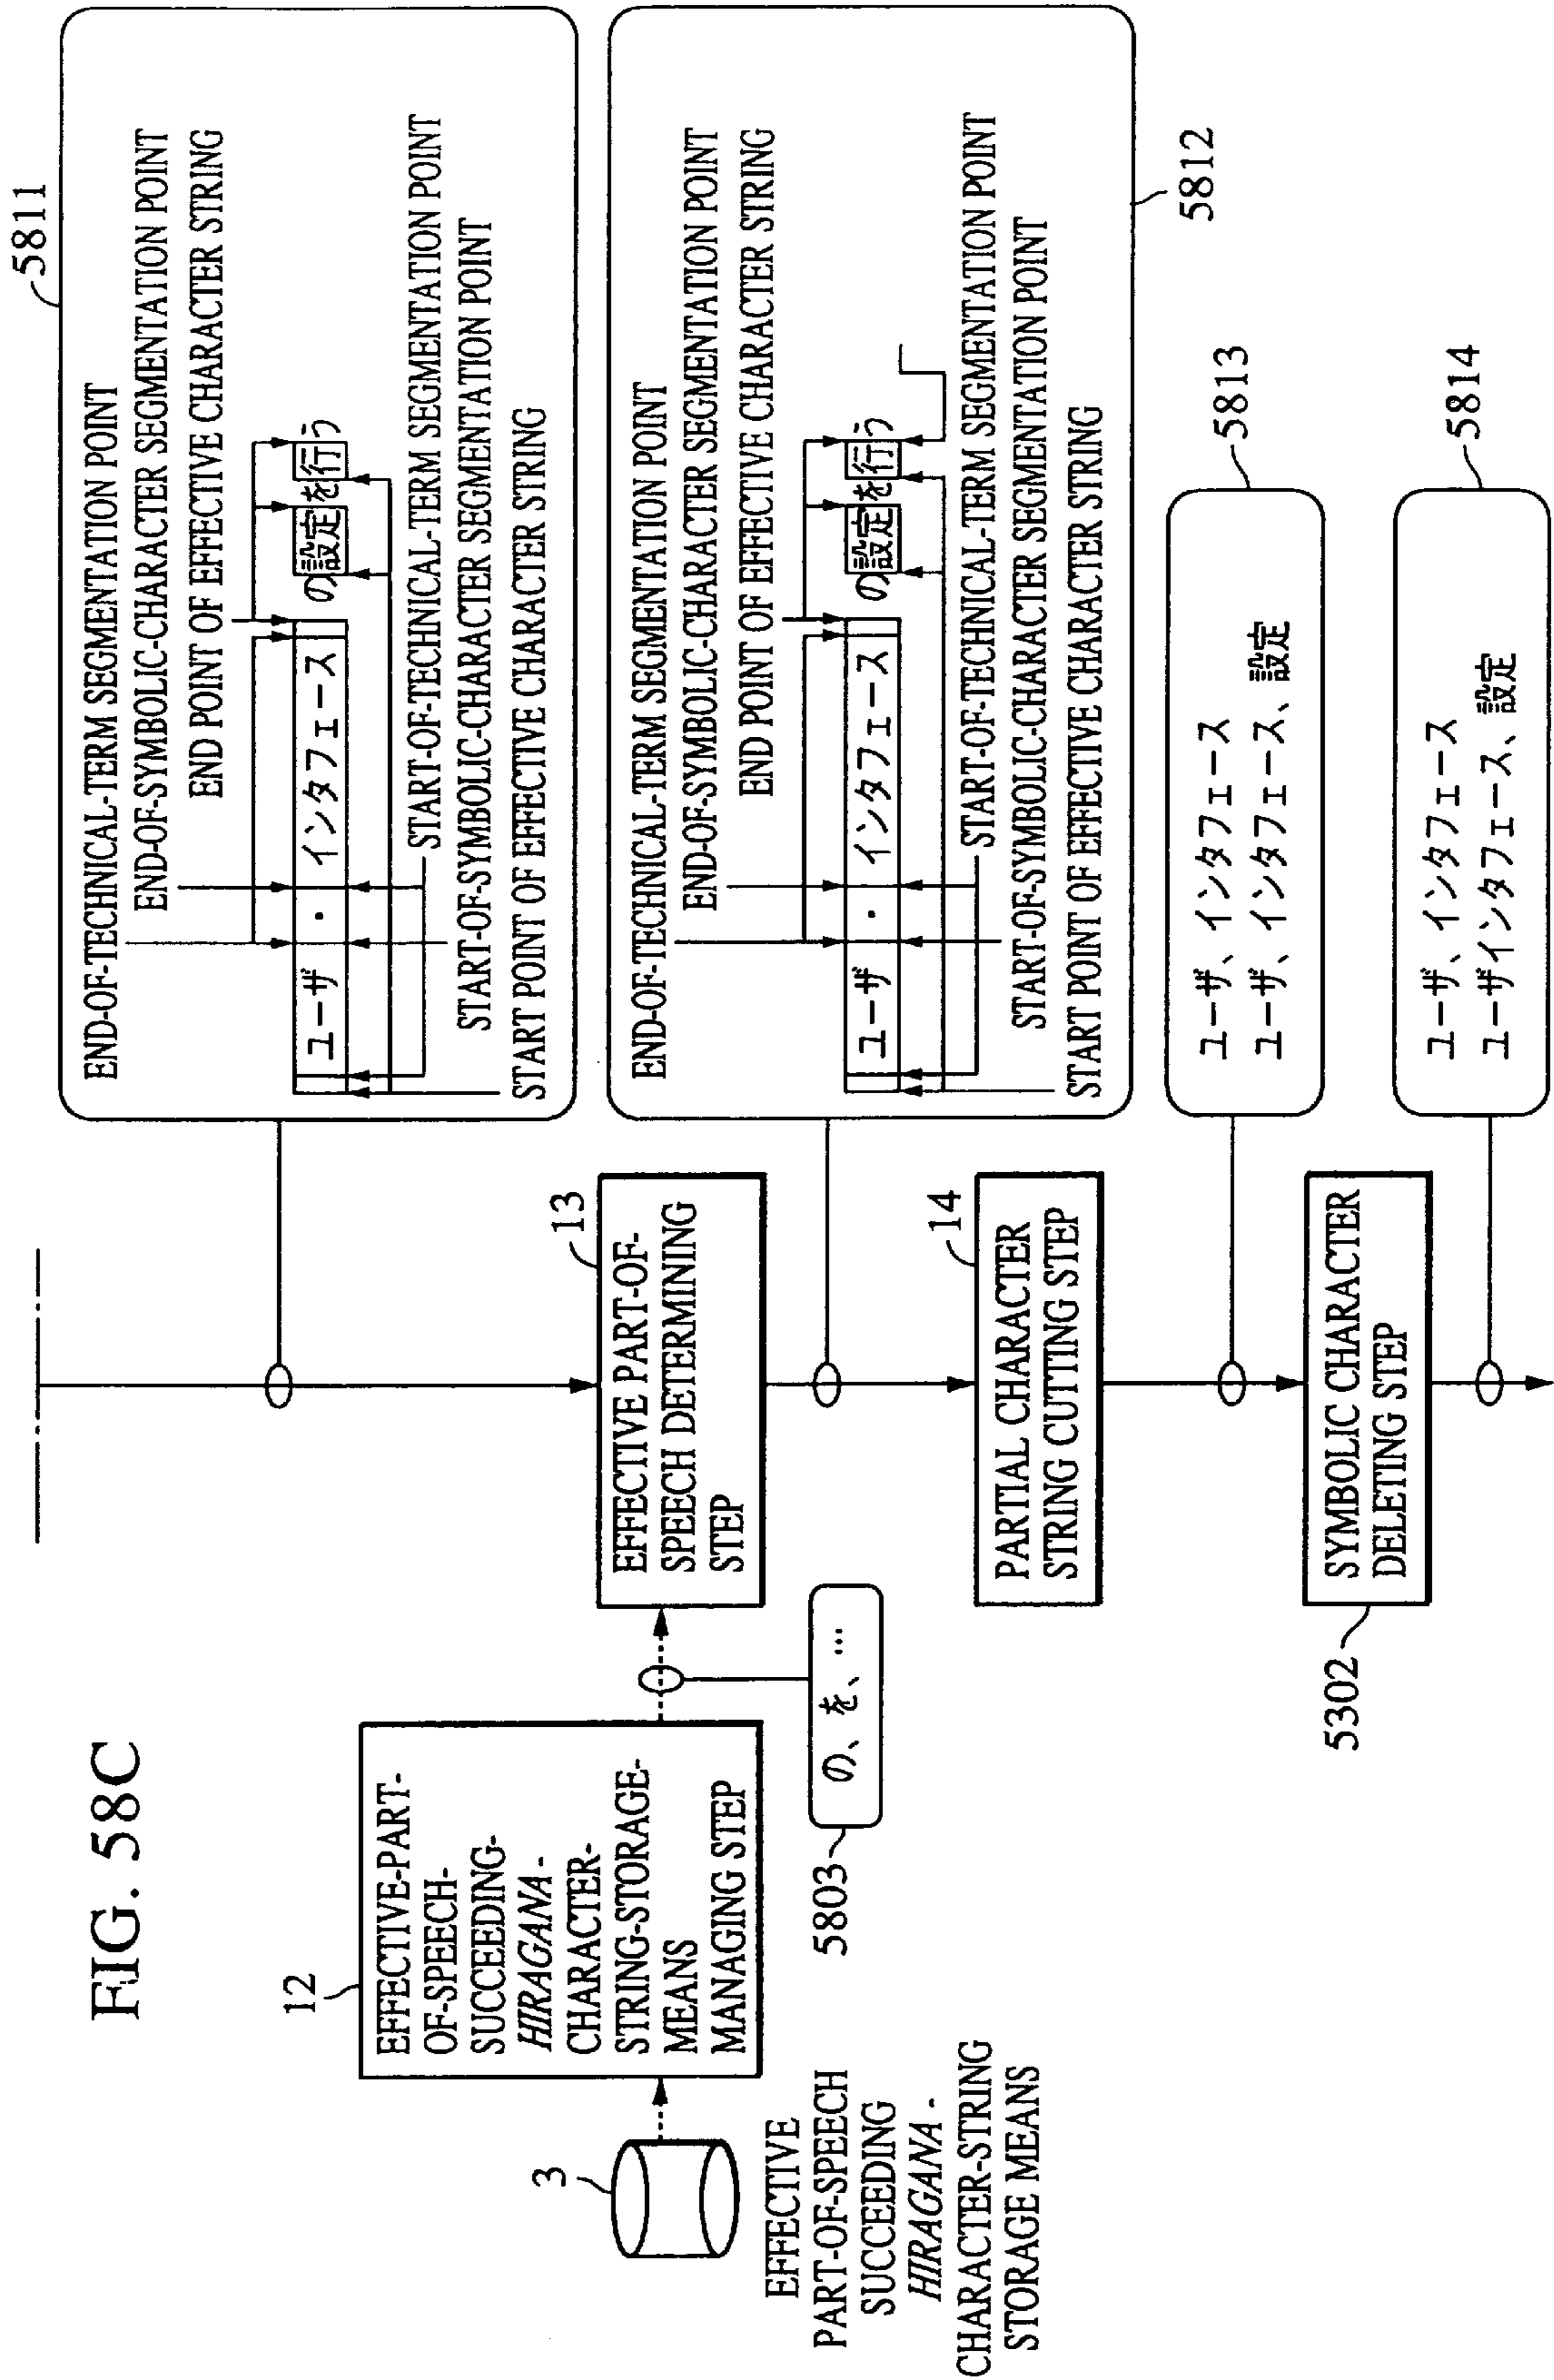 FIG. 58C
5811
END-OF-TECHNICAL-TERM SEGMENTATION POINT
END-OF-SYMBOLIC-CHARACTER SEGMENTATION POINT
END POINT OF EFFECTIVE CHARACTER STRING
ユーザ・インタフェースの設定を行う
START-OF-TECHNICAL-TERM SEGMENTATION POINT
START-OF-SYMBOLIC-CHARACTER SEGMENTATION POINT
START POINT OF EFFECTIVE CHARACTER STRING
12
EFFECTIVE-PART-
OF-SPEECH-
SUCCEEDING-
HIRAGANA -
CHARACTER-
STRING-STORAGE-
MEANS
MANAGING STEP
3
EFFECTIVE
PART-OF-SPEECH
SUCCEEDING
HIRAGANA -
CHARACTER-STRING
STORAGE MEANS
の、を、…
5803
13
EFFECTIVE PART-OF-
SPEECH DETERMINING
STEP
END-OF-TECHNICAL-TERM SEGMENTATION POINT
END-OF-SYMBOLIC-CHARACTER SEGMENTATION POINT
END POINT OF EFFECTIVE CHARACTER STRING
ユーザ・インタフェースの設定を行う
START-OF-TECHNICAL-TERM SEGMENTATION POINT
START-OF-SYMBOLIC-CHARACTER SEGMENTATION POINT
START POINT OF EFFECTIVE CHARACTER STRING
5812
14
PARTIAL CHARACTER
STRING CUTTING STEP
ユーザ、インタフェース
ユーザ、インタフェース、設定
5813
SYMBOLIC CHARACTER
DELETING STEP
5302
ユーザ、インタフェース
ユーザインタフェース、設定
5814